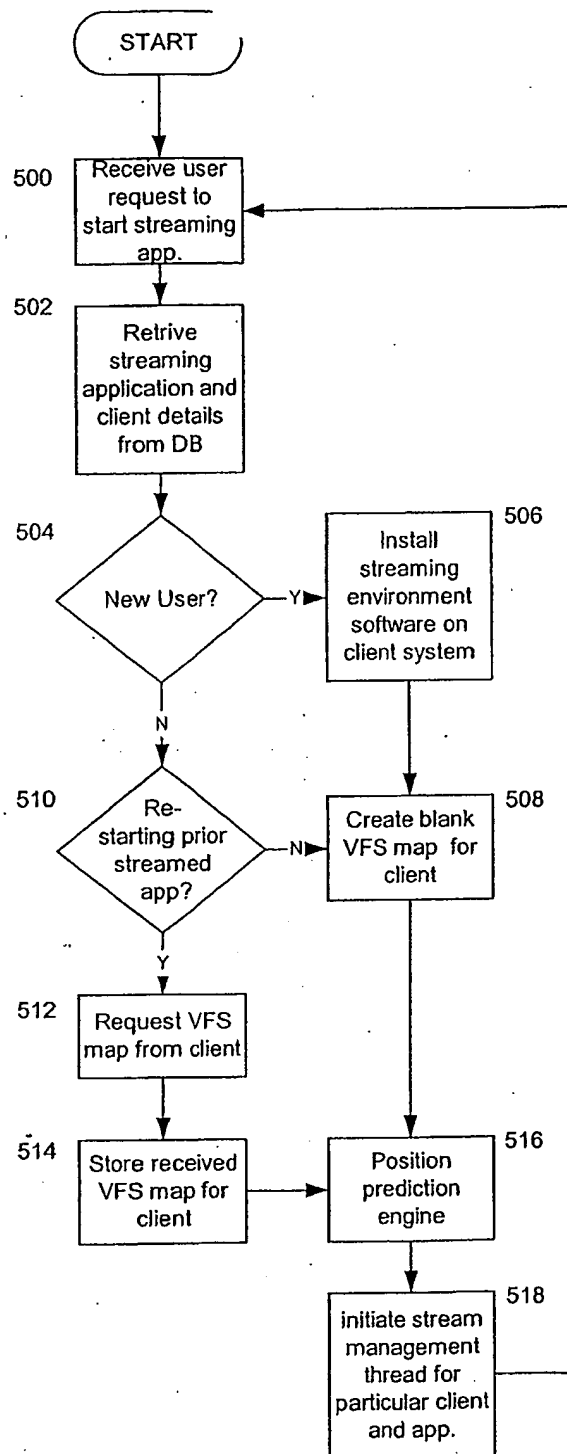 START
500
Receive user
request to
start streaming
app.
502
Retrive
streaming
application and
client details
from DB
504
New User?
Y
506
Install
streaming
environment
software on
client system
N
510
Re-
starting prior
streamed
app?
N
508
Create blank
VFS map for
client
Y
512
Request VFS
map from client
514
Store received
VFS map for
client
516
Position
prediction
engine
518
initiate stream
management
thread for
particular client
and app.